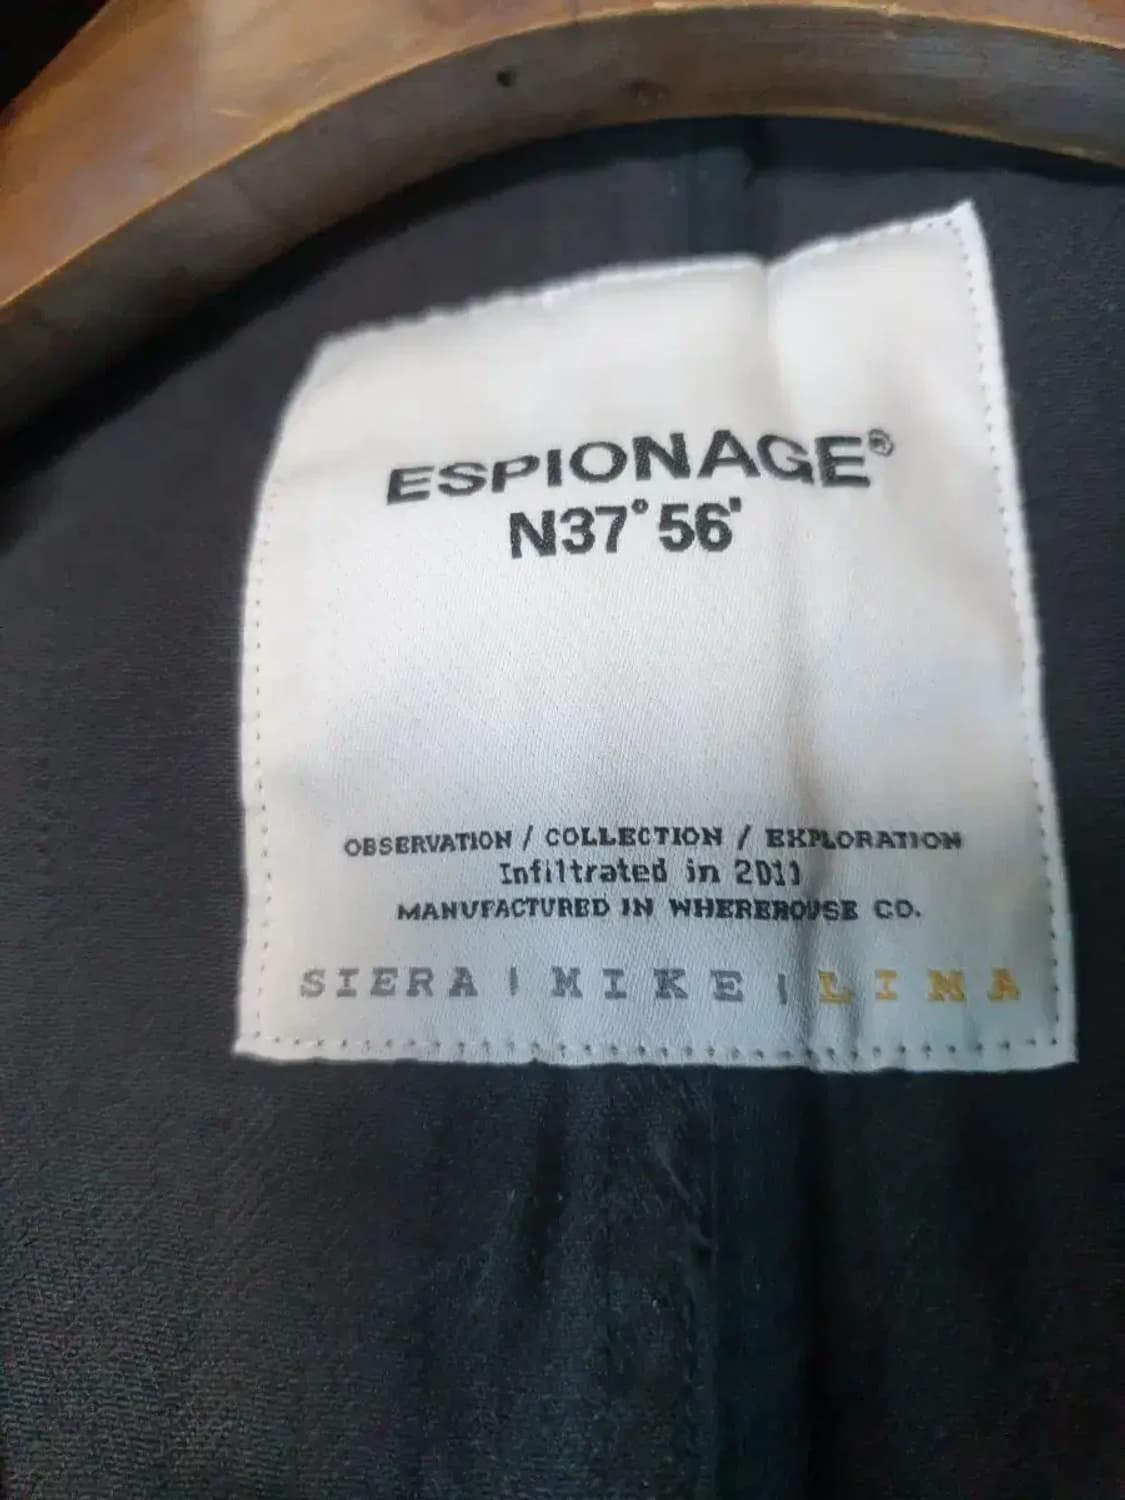 ESPIONAGE®
N37°56'
OBSERVATION / COLLECTION / EXPLORATION
Infiltrated in 2011
MANUFACTURED IN WHEREHOUSE CO.
SIERA | MIKE | LIMA